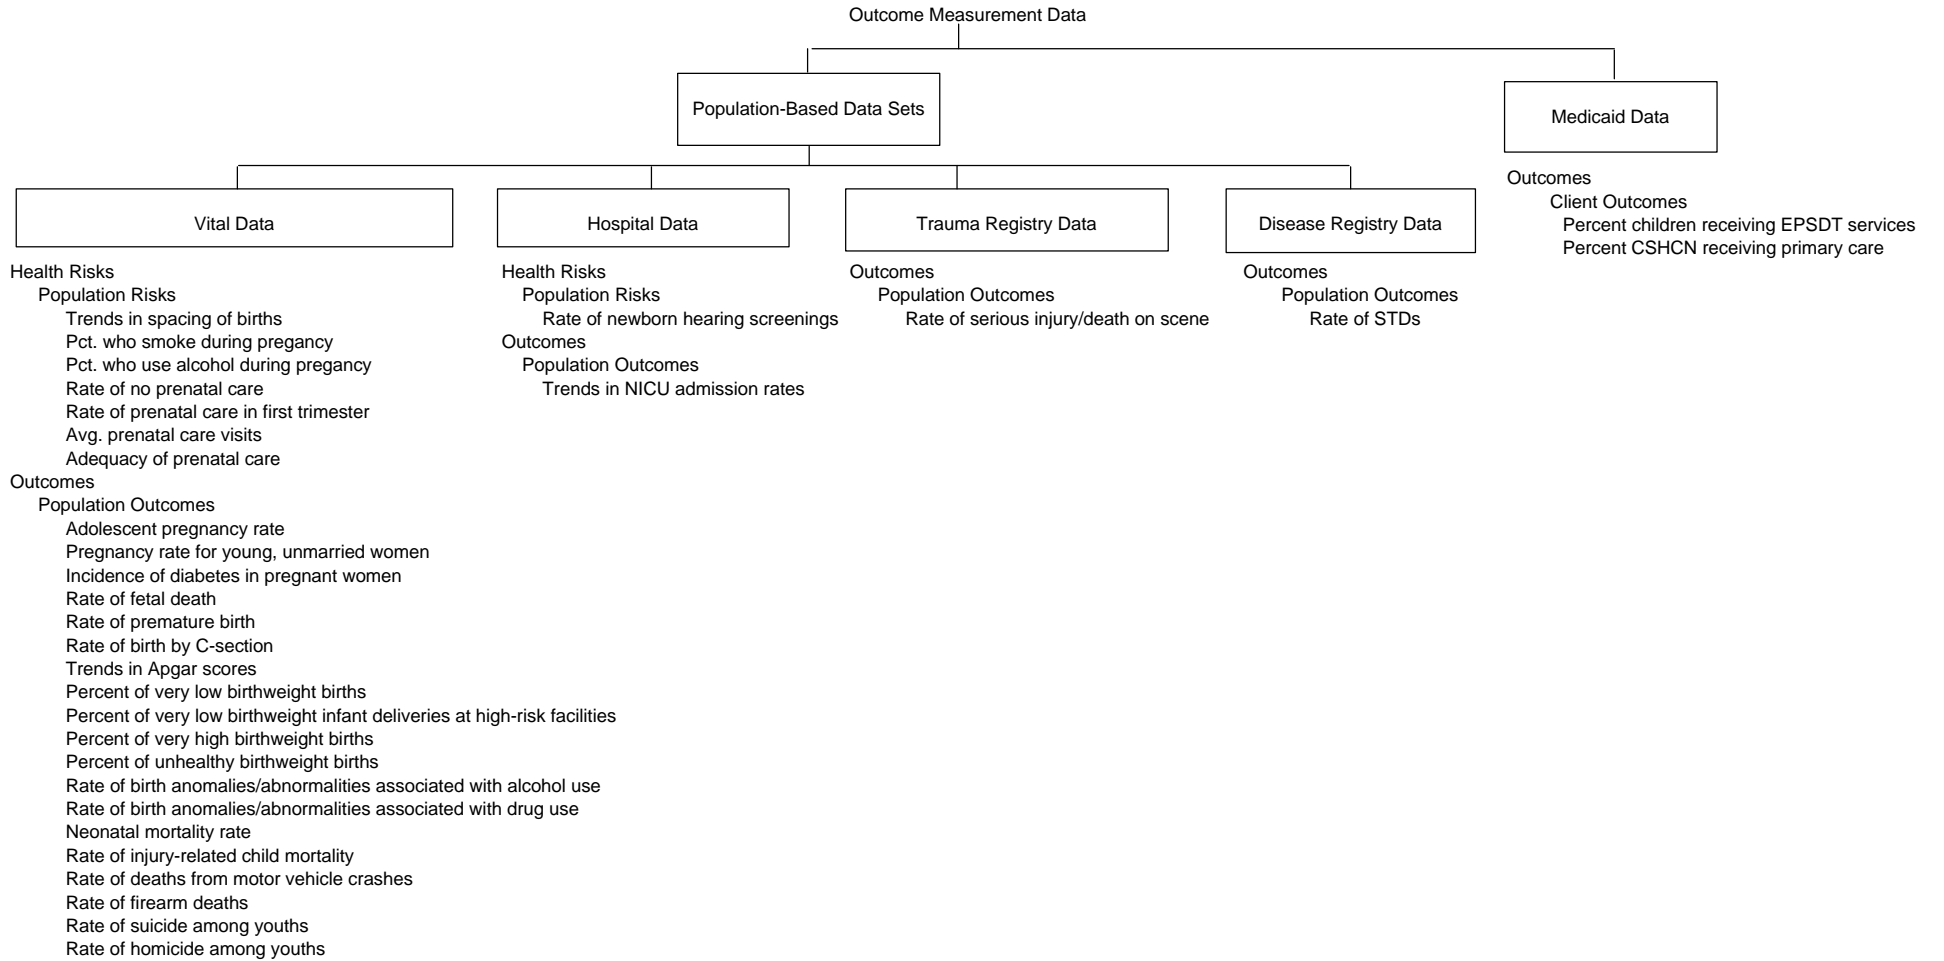 Outcome Measurement Data
Population-Based Data Sets
Medicaid Data
Outcomes
Client Outcomes
Percent children receiving EPSDT services
Percent CSHCN receiving primary care
Vital Data
Health Risks
Population Risks
Trends in spacing of births
Pct. who smoke during pregancy
Pct. who use alcohol during pregancy
Rate of no prenatal care
Rate of prenatal care in first trimester
Avg. prenatal care visits
Adequacy of prenatal care
Outcomes
Population Outcomes
Adolescent pregnancy rate
Pregnancy rate for young, unmarried women
Incidence of diabetes in pregnant women
Rate of fetal death
Rate of premature birth
Rate of birth by C-section
Trends in Apgar scores
Percent of very low birthweight births
Percent of very low birthweight infant deliveries at high-risk facilities
Percent of very high birthweight births
Percent of unhealthy birthweight births
Rate of birth anomalies/abnormalities associated with alcohol use
Rate of birth anomalies/abnormalities associated with drug use
Neonatal mortality rate
Rate of injury-related child mortality
Rate of deaths from motor vehicle crashes
Rate of firearm deaths
Rate of suicide among youths
Rate of homicide among youths
Hospital Data
Health Risks
Population Risks
Rate of newborn hearing screenings
Outcomes
Population Outcomes
Trends in NICU admission rates
Trauma Registry Data
Outcomes
Population Outcomes
Rate of serious injury/death on scene
Disease Registry Data
Outcomes
Population Outcomes
Rate of STDs